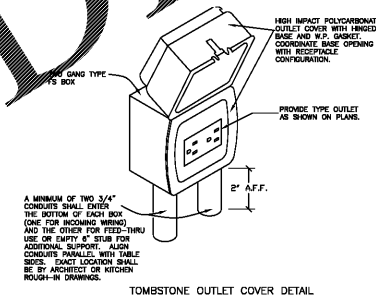 HIGH IMPACT POLYCARBONATE
OUTLET COVER WITH HINGED
BASE AND W.P. GASKET.
COORDINATE BASE OPENING
WITH RECEPTACLE
CONFIGURATION.
GANG TYPE
FS BOX
PROVIDE TYPE OUTLET
AS SHOWN ON PLANS.
2" A.F.F.
A MINIMUM OF TWO 3/4"
CONDUITS SHALL ENTER
THE BOTTOM OF EACH BOX
(ONE FOR INCOMING WIRING)
AND THE OTHER FOR FEED-THRU
USE OR EMPTY 6" STUB FOR
ADDITIONAL SUPPORT. ALIGN
CONDUITS PARALLEL WITH TABLE
SIDES. EXACT LOCATION SHALL
BE BY ARCHITECT OR KITCHEN
ROUGH-IN DRAWINGS.
TOMBSTONE OUTLET COVER DETAIL